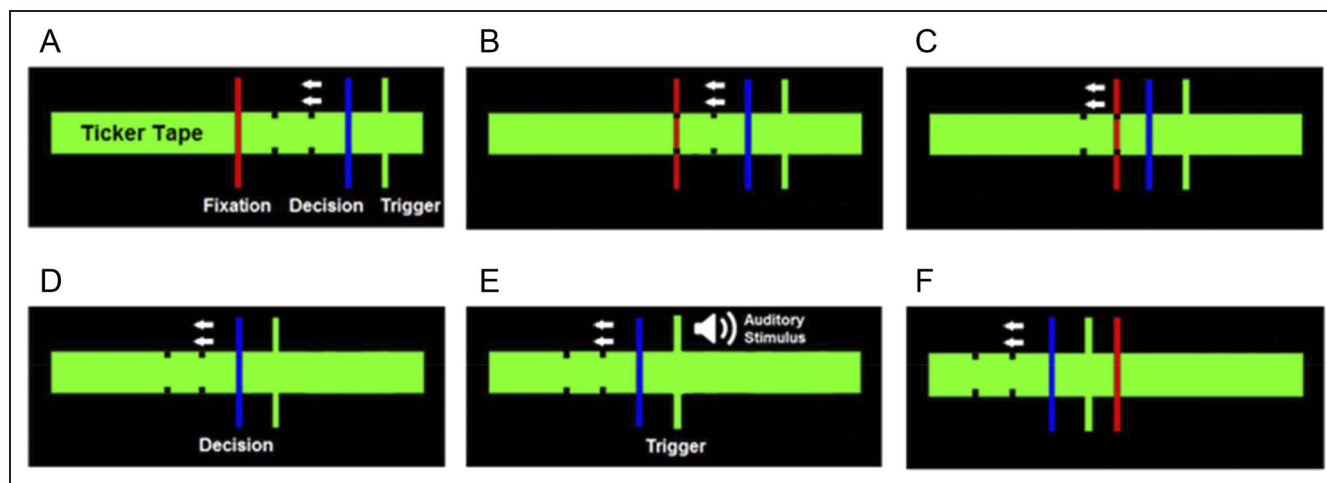 A
B
C
Ticker Tape
Fixation Decision Trigger
D
E
F
Auditory
Stimulus
Decision
Trigger